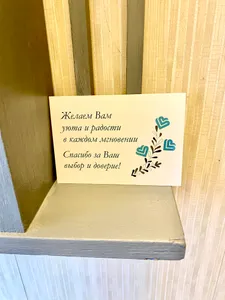 Желаем Вам
уюта и радости
в каждом мгновении
Спасибо за Ваш
выбор и доверие!